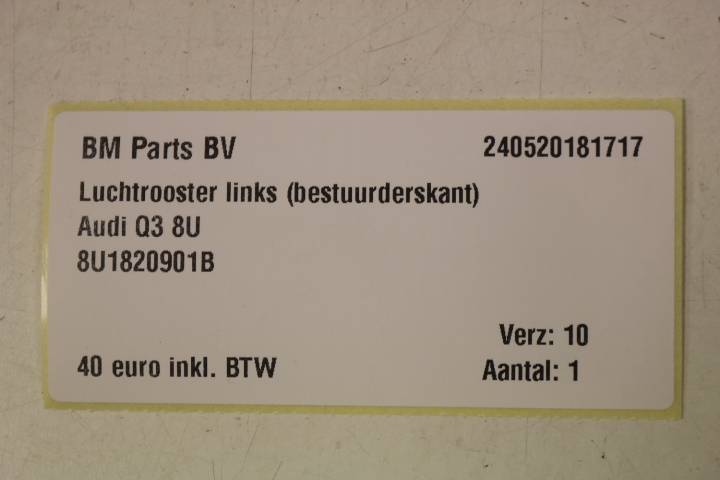 BM Parts BV 240520181717
Luchtrooster links (bestuurderskant)
Audi Q3 8U
8U1820901B
Verz: 10
40 euro inkl. BTW Aantal: 1